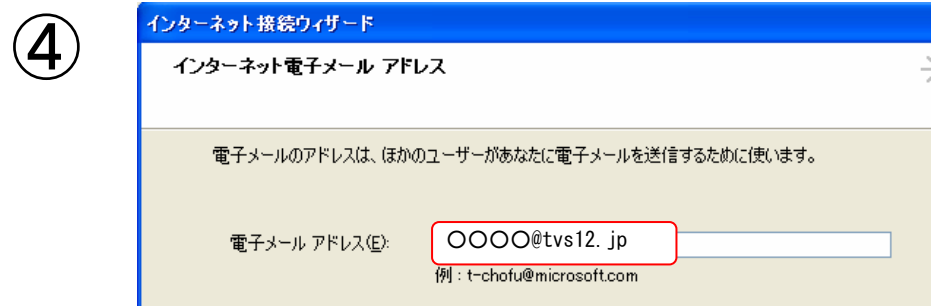 ④
インターネット接続ウィザード
インターネット電子メール アドレス
電子メールのアドレスは、ほかのユーザーがあなたに電子メールを送信するために使います。
電子メール アドレス(E): 〇〇〇〇@tvs12.jp
例 : t-chofu@microsoft.com